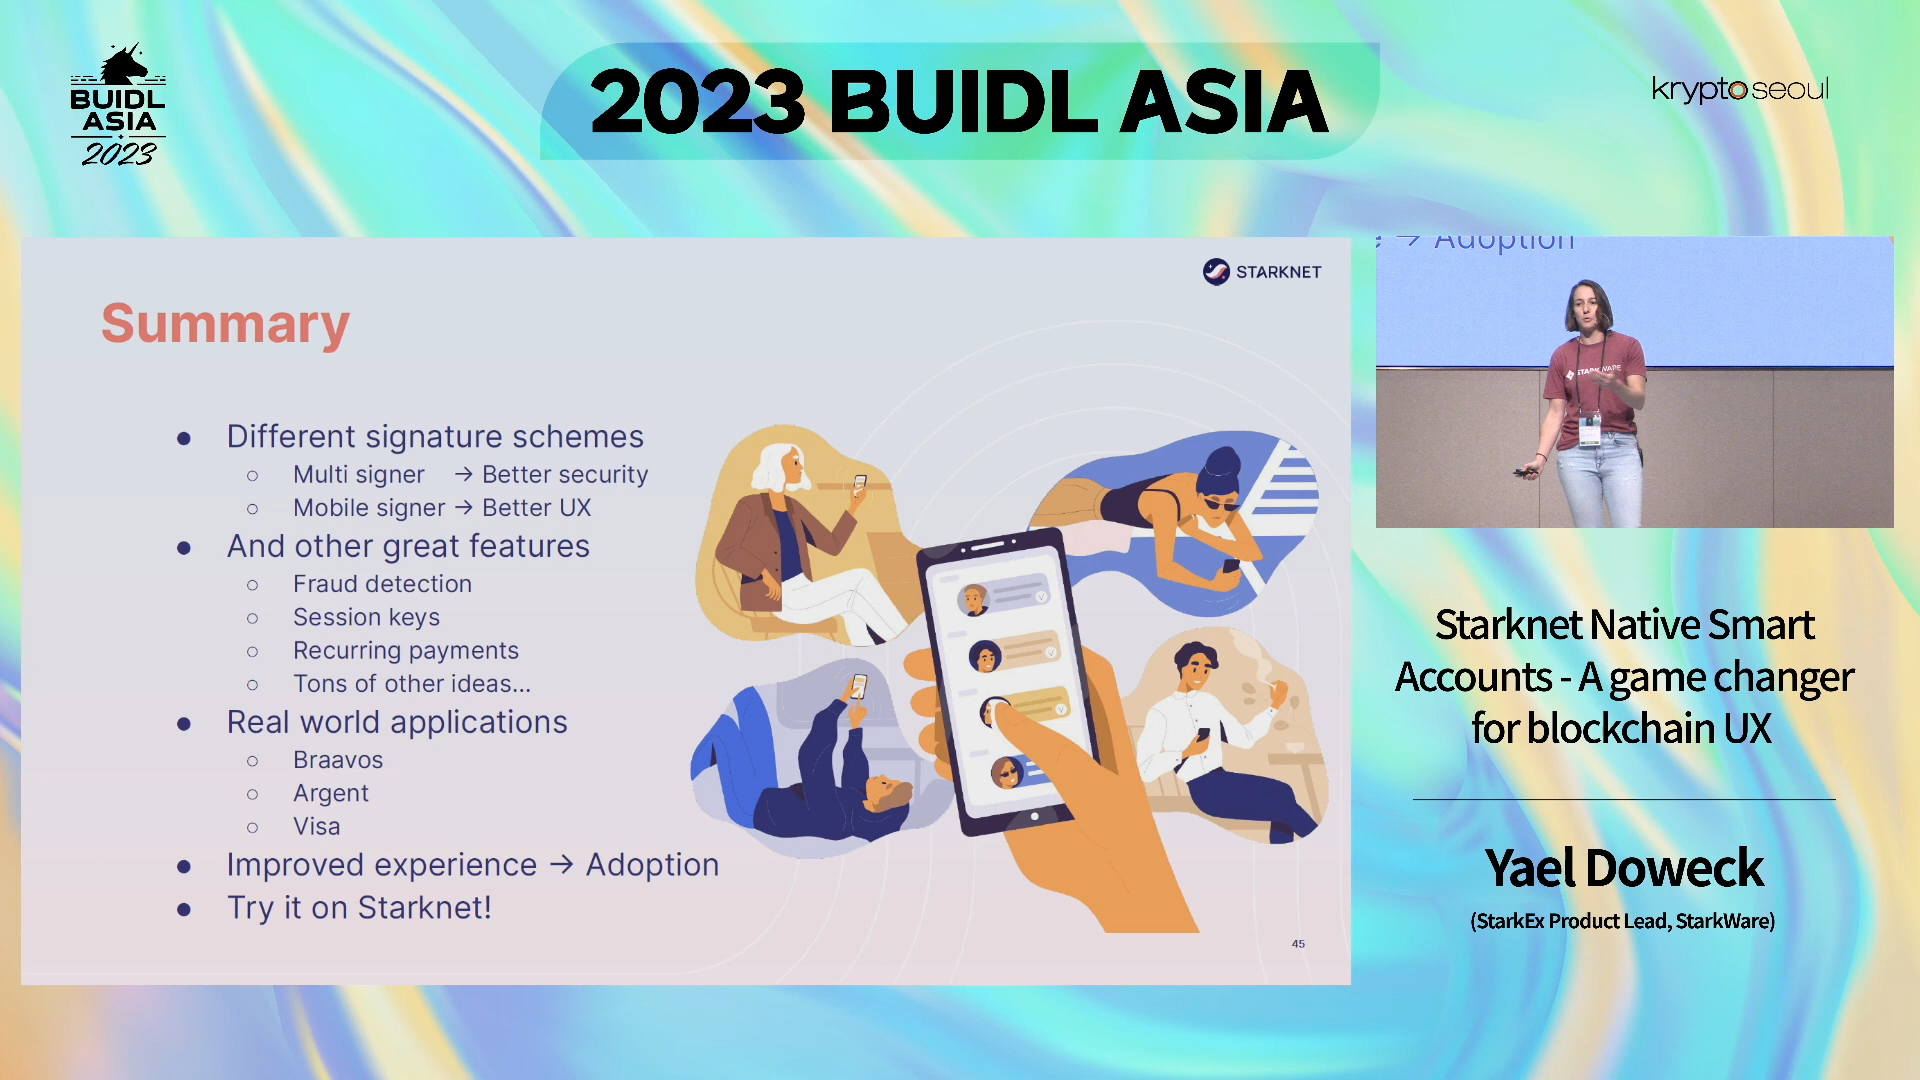 BUIDL
ASIA
2023
2023 BUIDL ASIA
kryptoseoul
STARKNET
Summary
● Different signature schemes
○ Multi signer → Better security
○ Mobile signer → Better UX
● And other great features
○ Fraud detection
○ Session keys
○ Recurring payments
○ Tons of other ideas...
● Real world applications
○ Braavos
○ Argent
○ Visa
● Improved experience → Adoption
● Try it on Starknet!
45
e → Adoption
STARKWARE
Starknet Native Smart
Accounts - A game changer
for blockchain UX
Yael Doweck
(StarkEx Product Lead, StarkWare)